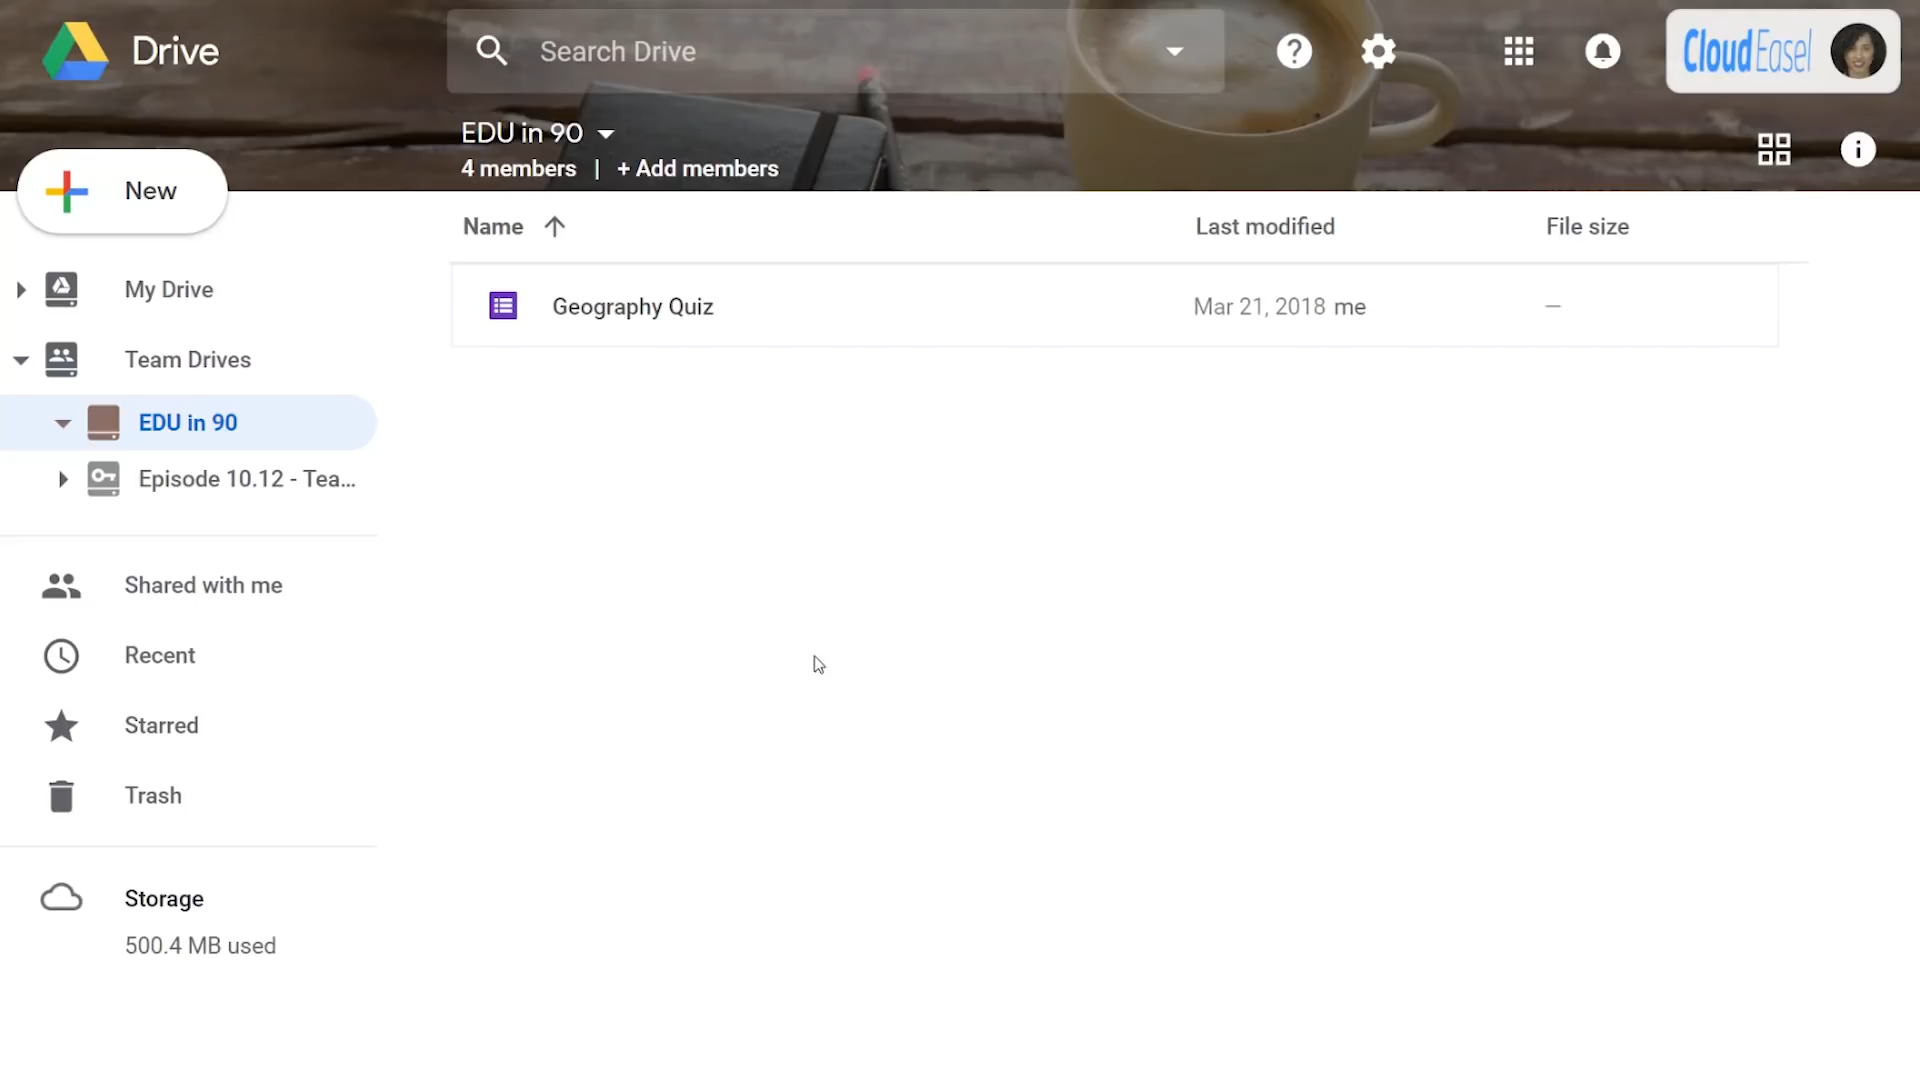 Drive
Search Drive
Cloud Easel
EDU in 90
4 members | + Add members
New
Name Last modified File size
My Drive
Geography Quiz Mar 21, 2018 me —
Team Drives
EDU in 90
Episode 10.12 - Tea...
Shared with me
Recent
Starred
Trash
Storage
500.4 MB used